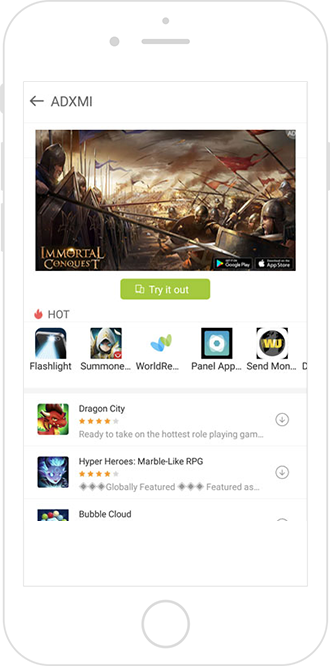 ADXMI
AD
IMMORTAL
CONQUEST
GET IT ON
Google Play
Download on the
App Store
Try it out
HOT
Flashlight
Summone...
WorldRe...
Panel App...
Send Mon...
D
WU
Dragon City
Ready to take on the hottest role playing gam...
Hyper Heroes: Marble-Like RPG
Globally Featured Featured as...
Bubble Cloud